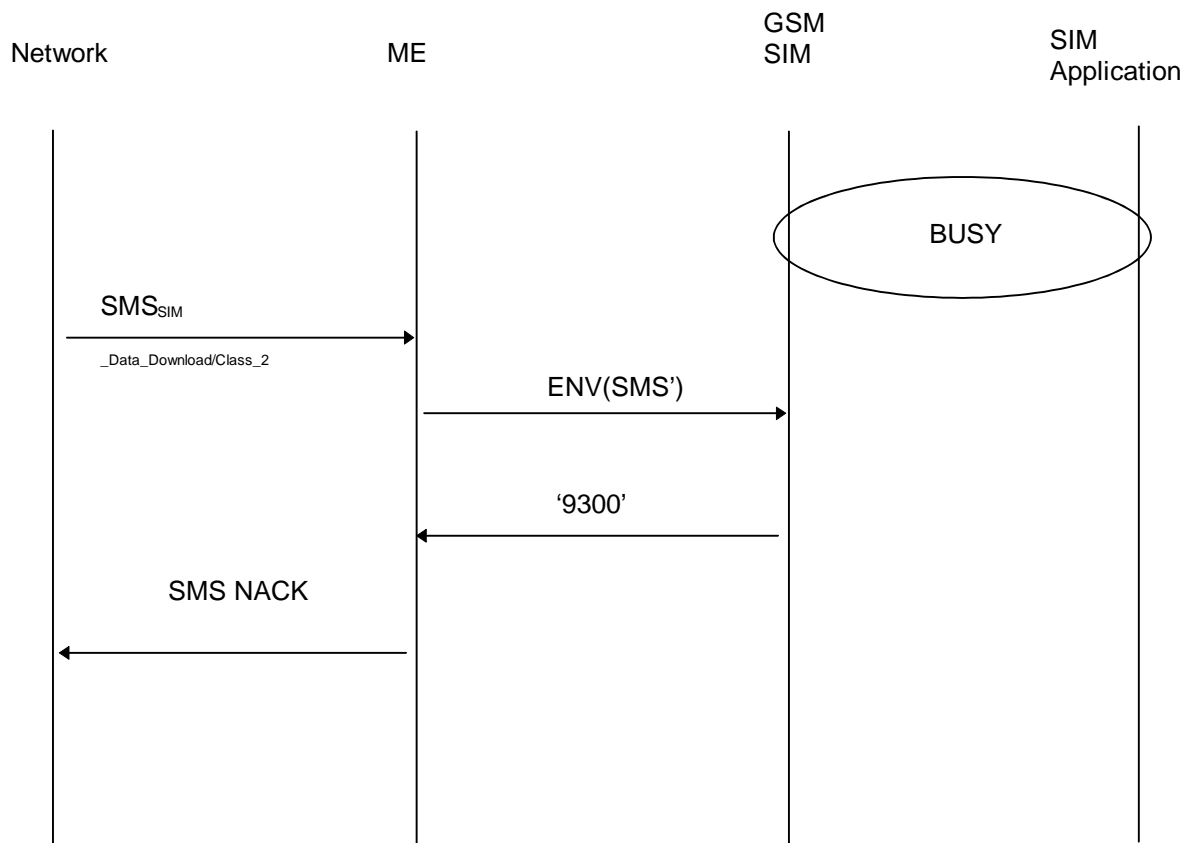 Network
ME
GSM
SIM
SIM
Application
BUSY
SMSSIM
_Data_Download/Class_2
ENV(SMS’)
‘9300’
SMS NACK